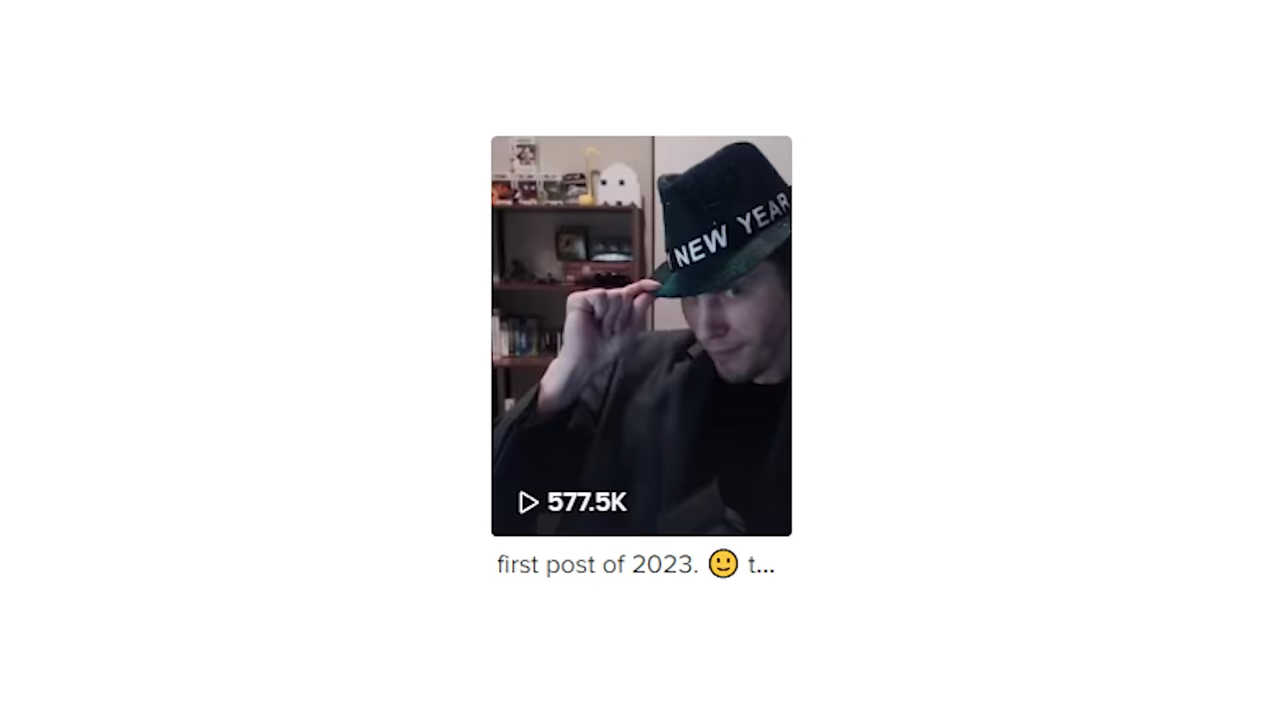 NEW YEAR
577.5K
first post of 2023. 🙂 t...